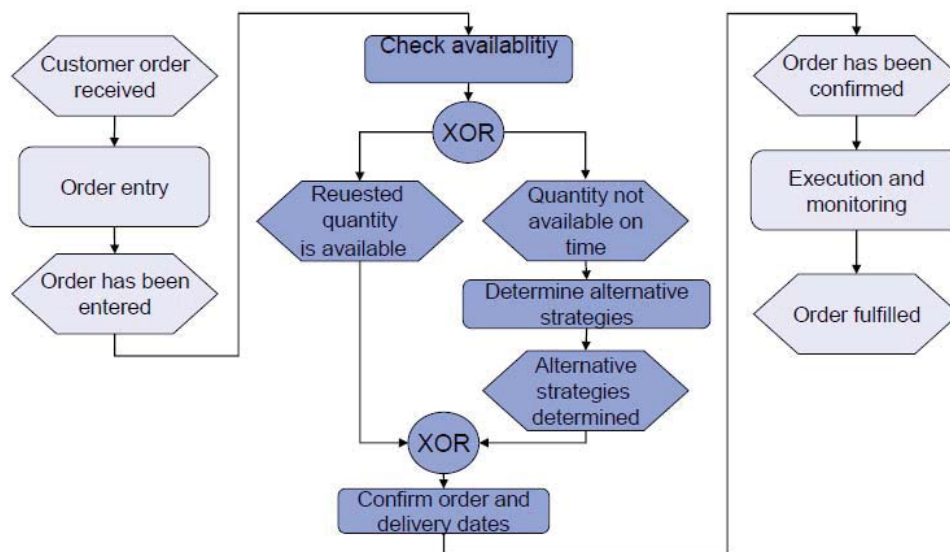 Customer order
received
Order entry
Order has been
entered
Check availablitiy
XOR
Reuested
quantity
is available
Quantity not
available on
time
Determine alternative
strategies
Alternative
strategies
determined
XOR
Confirm order and
delivery dates
Order has been
confirmed
Execution and
monitoring
Order fulfilled